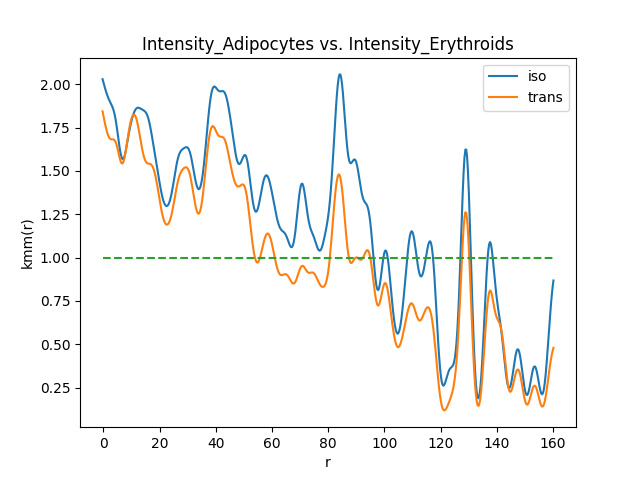 Intensity_Adipocytes vs. Intensity_Erythroids
iso
trans
kmm(r)
2.00
1.75
1.50
1.25
1.00
0.75
0.50
0.25
0 20 40 60 80 100 120 140 160
r